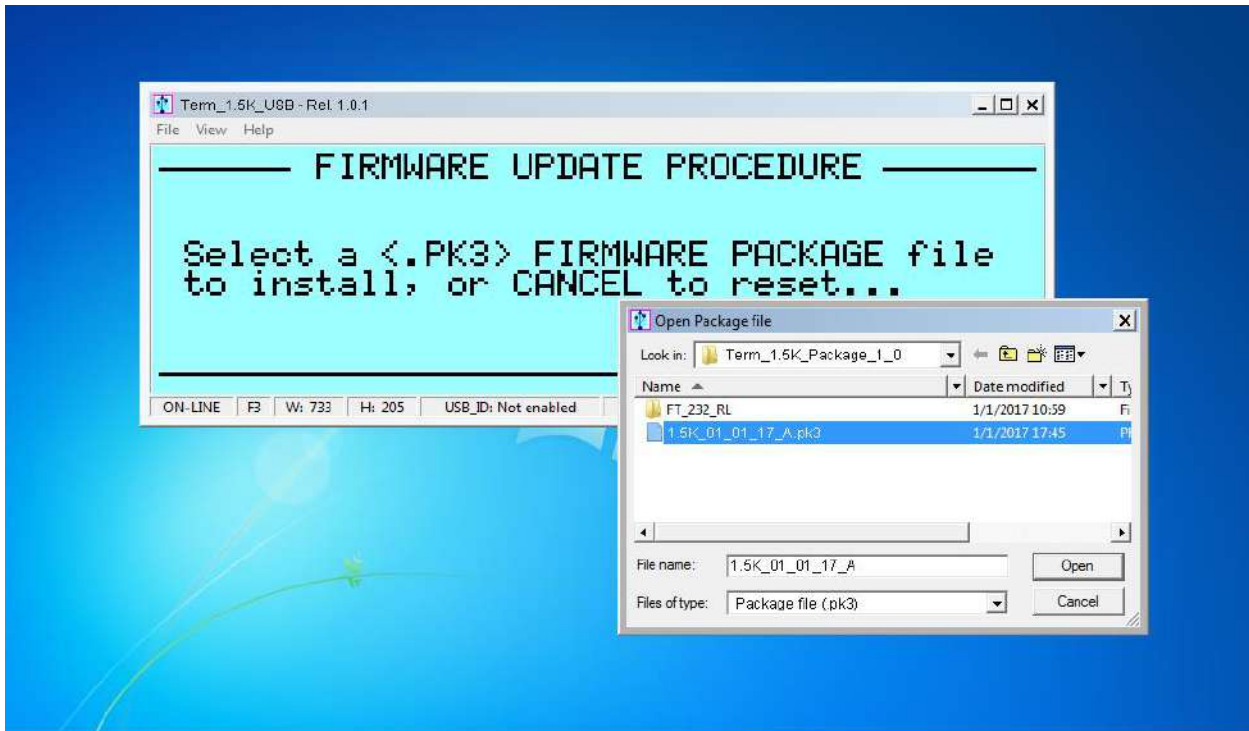 Term_1.5K_USB - Rel. 1.0.1
File View Help
FIRMWARE UPDATE PROCEDURE
Select a <.PK3> FIRMWARE PACKAGE file
to install, or CANCEL to reset...
ON-LINE F3 W: 733 H: 205 USB_ID: Not enabled
Open Package file
Look in: Term_1.5K_Package_1_0
Name Date modified Ty
FT_232_RL 1/1/2017 10:59 Fi
1.5K_01_01_17_A.pk3 1/1/2017 17:45 PK
File name: 1.5K_01_01_17_A Open
Files of type: Package file (.pk3) Cancel